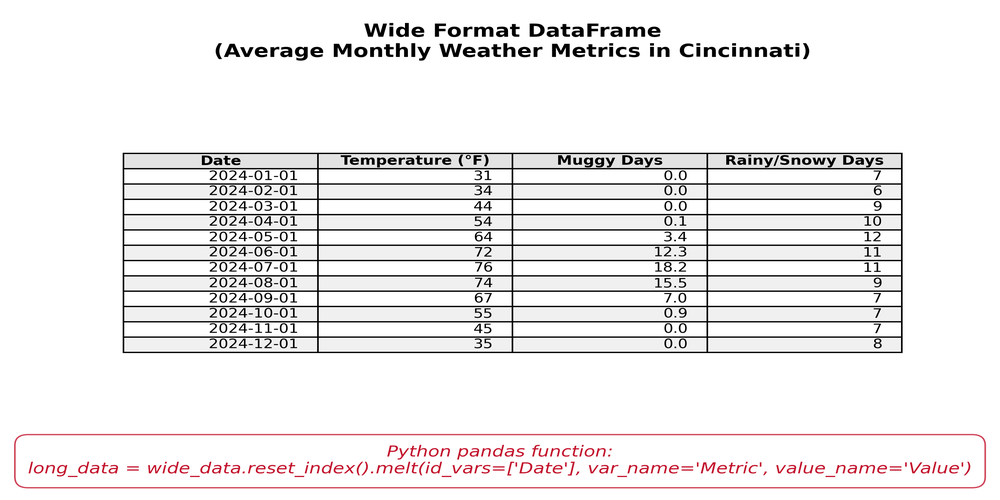 Wide Format DataFrame
(Average Monthly Weather Metrics in Cincinnati)
Date Temperature (°F) Muggy Days Rainy/Snowy Days
2024-01-01 31 0.0 7
2024-02-01 34 0.0 6
2024-03-01 44 0.0 9
2024-04-01 54 0.1 10
2024-05-01 64 3.4 12
2024-06-01 72 12.3 11
2024-07-01 76 18.2 11
2024-08-01 74 15.5 9
2024-09-01 67 7.0 7
2024-10-01 55 0.9 7
2024-11-01 45 0.0 7
2024-12-01 35 0.0 8
Python pandas function:
long_data = wide_data.reset_index().melt(id_vars=['Date'], var_name='Metric', value_name='Value')